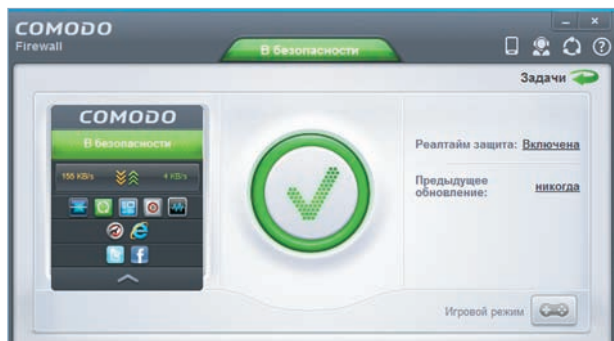 COMODO
Firewall
В безопасности
Задачи
COMODO
В безопасности
155 KB/s
4 KB/s
Реалтайм защита: Включена
Предыдущее
обновление: никогда
Игровой режим